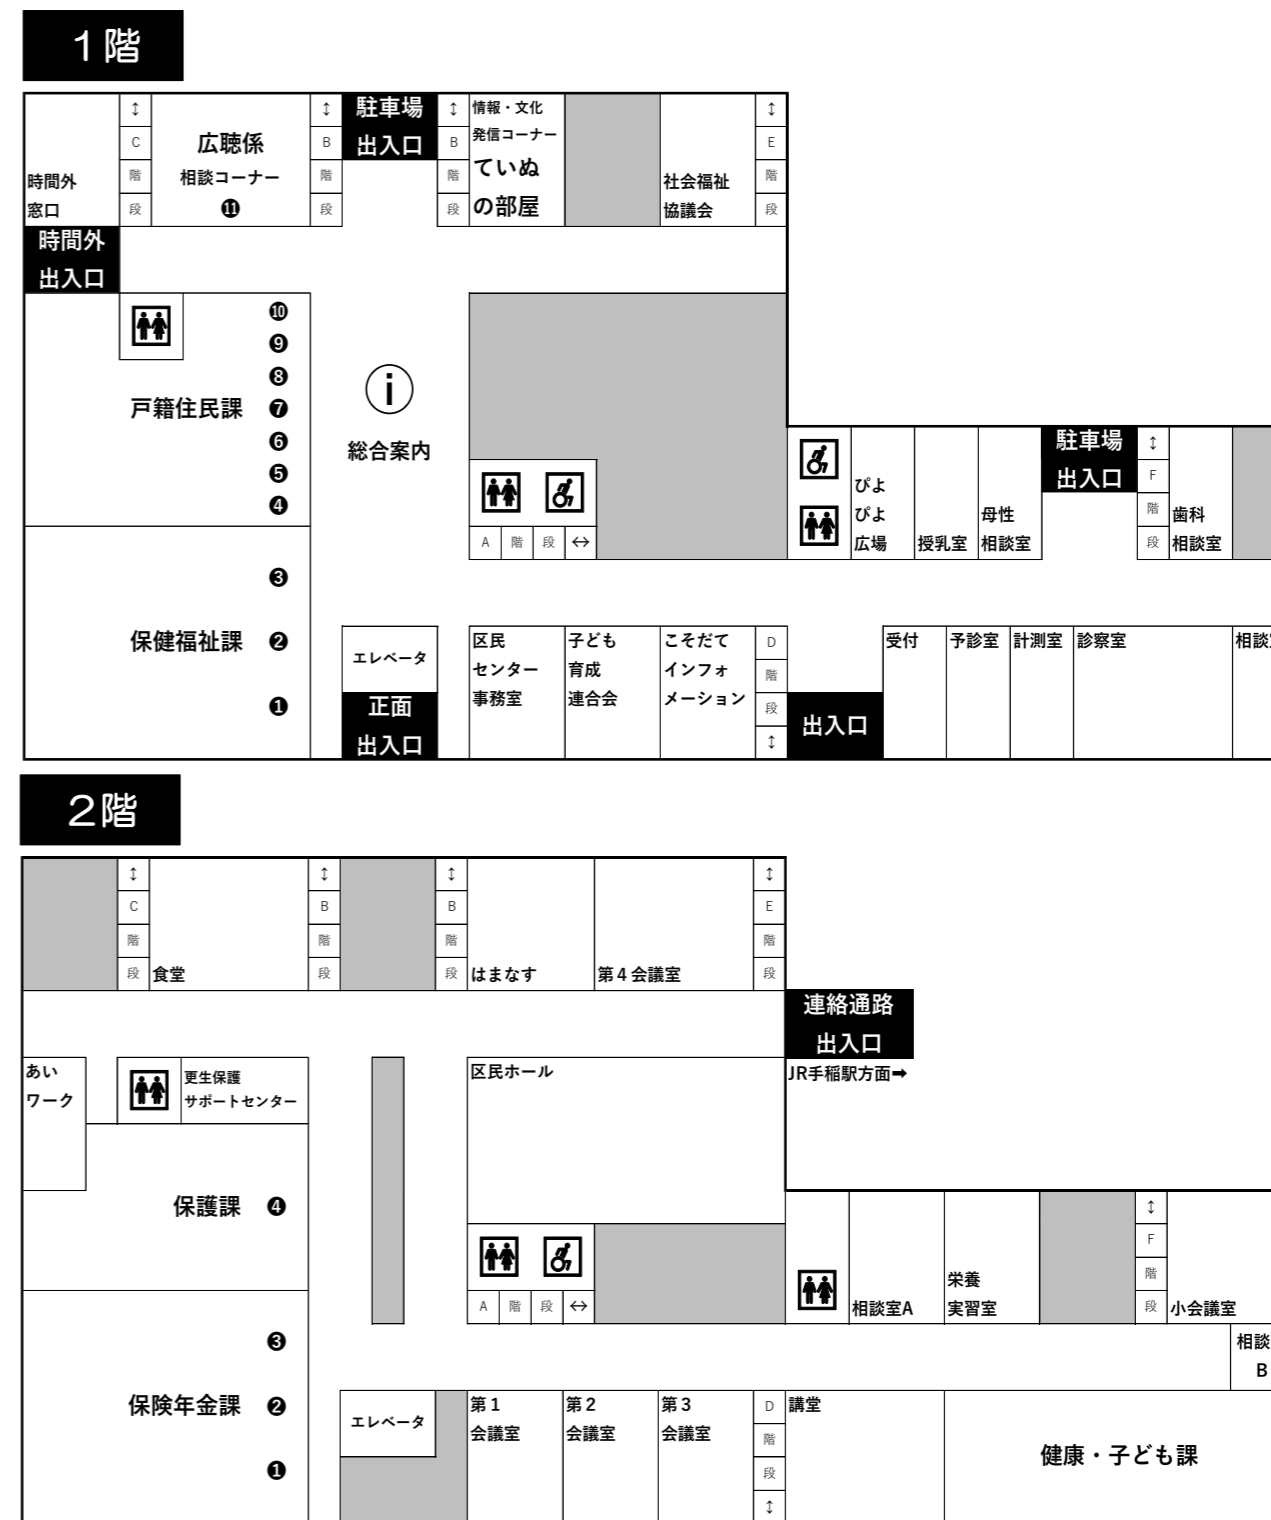 1階
時間外
窓口
↕
C
階
段
広聴係
相談コーナー
⓫
↕
B
階
段
駐車場
出入口
↕
B
階
段
情報・文化
発信コーナー
ていぬ
の部屋
社会福祉
協議会
↕
E
階
段
時間外
出入口
❿
❾
❽
戸籍住民課 ❼
❻
❺
❹
i
総合案内
A 階 段 ↔
ぴよ
ぴよ
広場
授乳室
母性
相談室
駐車場
出入口
↕
F
階
段
歯科
相談室
❸
保健福祉課 ❷
❶
エレベータ
正面
出入口
区民
センター
事務室
子ども
育成
連合会
こそだて
インフォ
メーション
D
階
段
↕
出入口
受付
予診室
計測室
診察室
相談
2階
↕
C
階
段
食堂
↕
B
階
段
↕
B
階
段
はまなす
第4会議室
↕
E
階
段
連絡通路
出入口
JR手稲駅方面➡
あい
ワーク
更生保護
サポートセンター
区民ホール
保護課 ❹
A 階 段 ↔
相談室A
栄養
実習室
↕
F
階
段
小会議室
相談
B
❸
保険年金課 ❷
❶
エレベータ
第1
会議室
第2
会議室
第3
会議室
D
階
段
↕
講堂
健康・子ども課